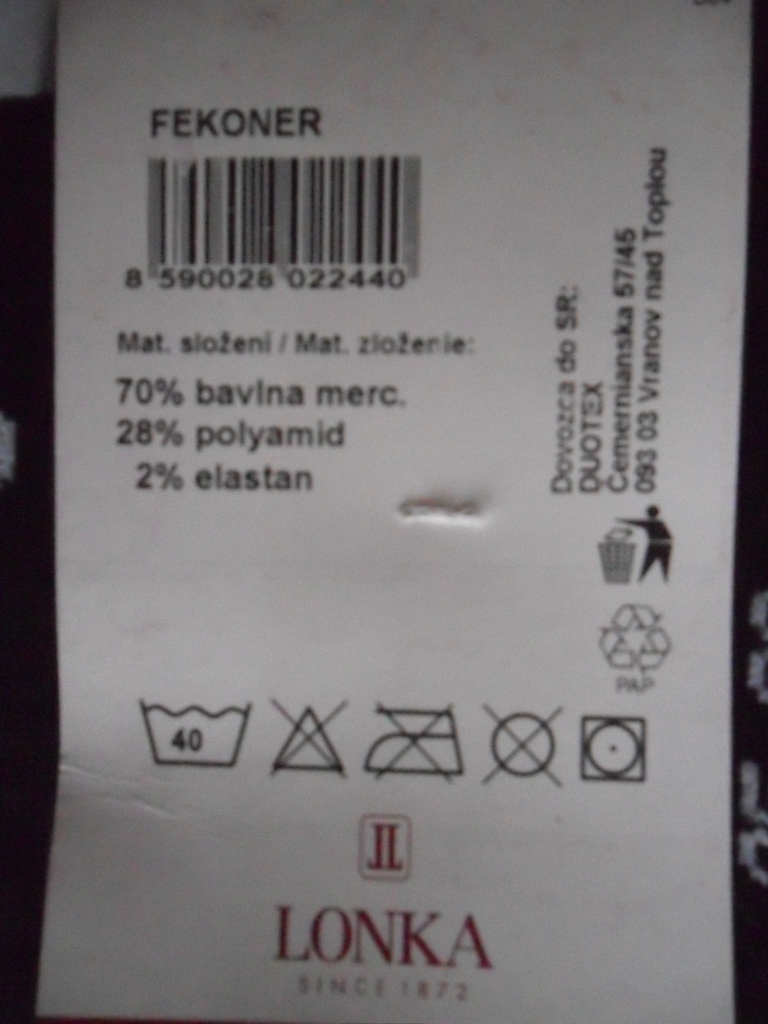 FEKONER
8 590028 022440
Mat. složení / Mat. zloženie:
70% bavlna merc.
28% polyamid
2% elastan
Dovozca do SR:
DUOTEX
Čemernianska 57/45
093 03 Vranov nad Topľou
PAP
40
LONKA
SINCE 1872